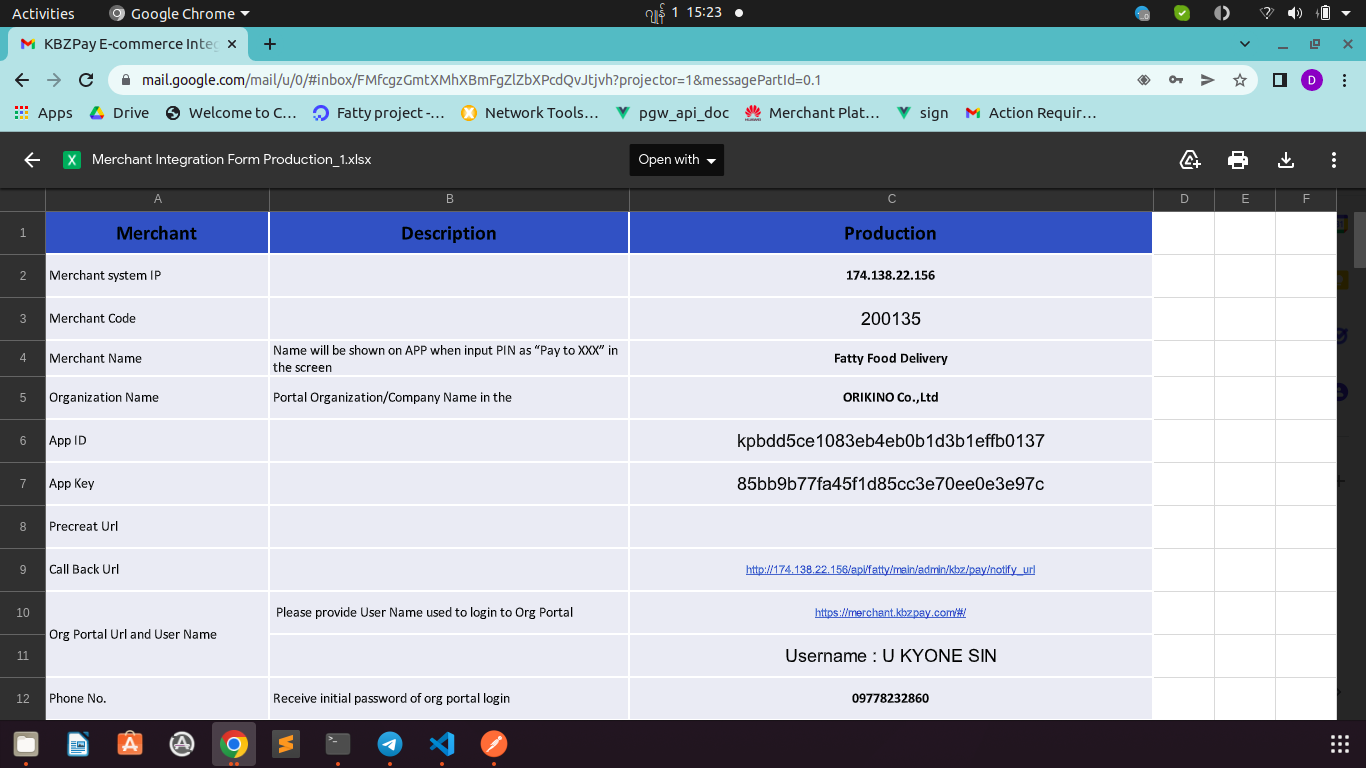 Activities
Google Chrome
ဂျွန် 1 15:23
KBZPay E-commerce Integ
mail.google.com/mail/u/0/#inbox/FMfcgzGmtXMhXBmFgZlZbXPcdQvJtjvh?projector=1&messagePartId=0.1
D
Apps
Drive
Welcome to C...
Fatty project -...
Network Tools...
pgw_api_doc
Merchant Plat...
sign
Action Requir...
X
Merchant Integration Form Production_1.xlsx
Open with
A B C D E F
1 Merchant Description Production
2 Merchant system IP 174.138.22.156
3 Merchant Code 200135
4 Merchant Name Name will be shown on APP when input PIN as “Pay to XXX” in
the screen Fatty Food Delivery
5 Organization Name Portal Organization/Company Name in the ORIKINO Co.,Ltd
6 App ID kpbdd5ce1083eb4eb0b1d3b1effb0137
7 App Key 85bb9b77fa45f1d85cc3e70ee0e3e97c
8 Precreat Url
9 Call Back Url http://174.138.22.156/api/fatty/main/admin/kbz/pay/notify_url
10 Please provide User Name used to login to Org Portal https://merchant.kbzpay.com/#/
Org Portal Url and User Name
11 Username : U KYONE SIN
12 Phone No. Receive initial password of org portal login 09778232860